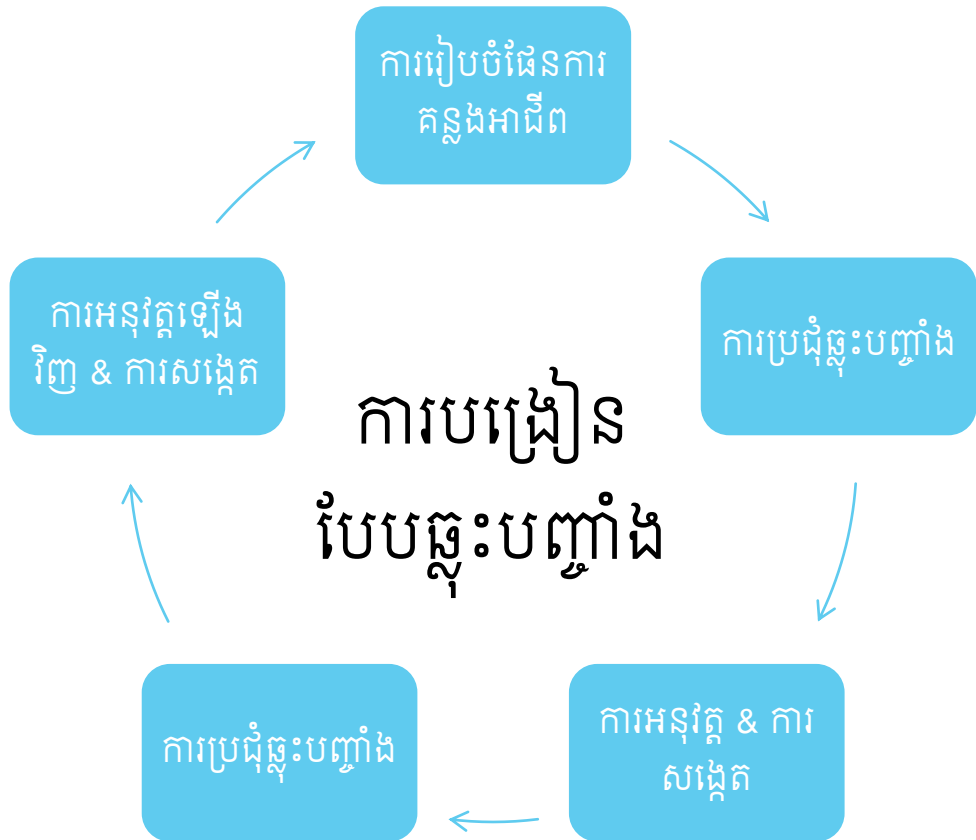 ការរៀបចំផែនការ
គន្លងអាជីព
ការប្រជុំឆ្លុះបញ្ចាំង
ការអនុវត្ត & ការ
សង្កេត
ការប្រជុំឆ្លុះបញ្ចាំង
ការអនុវត្តឡើង
វិញ & ការសង្កេត
ការបង្រៀន
បែបឆ្លុះបញ្ចាំង